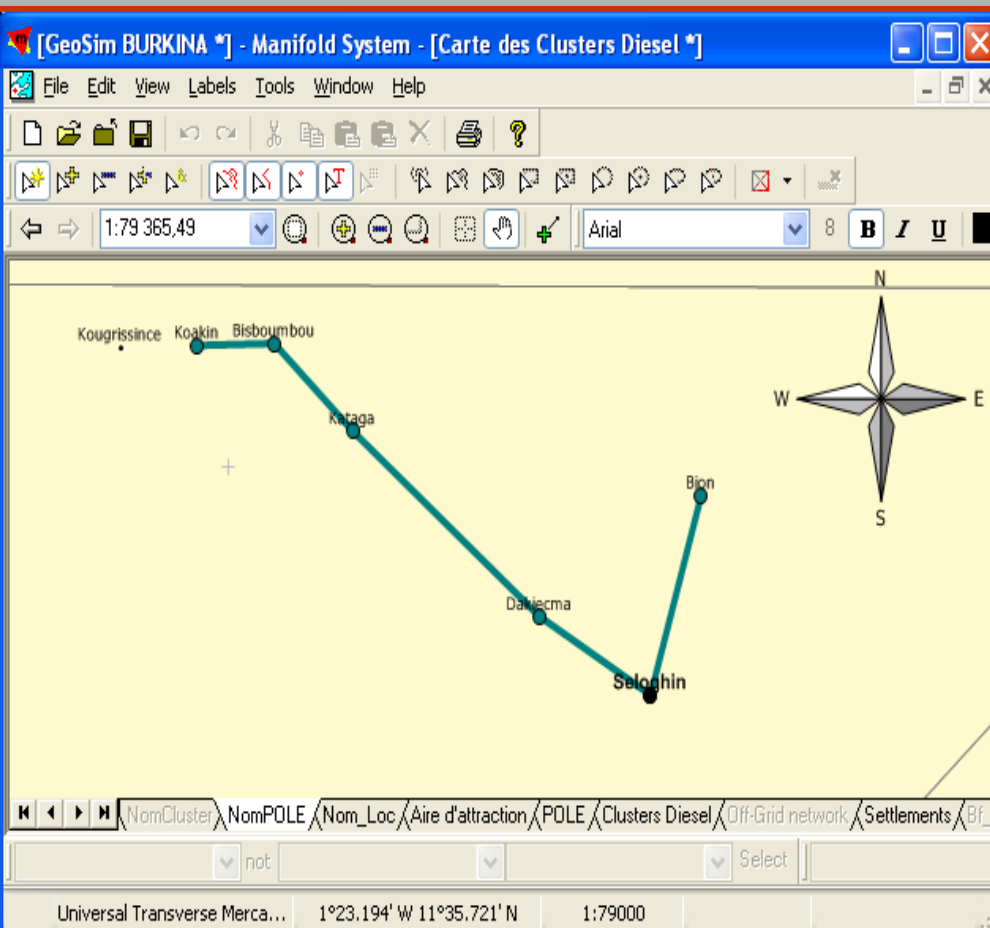 [GeoSim BURKINA *] - Manifold System - [Carte des Clusters Diesel *]
File Edit View Labels Tools Window Help
1:79 365,49 Arial 8 B I U
N
Kougrissince Koakin Bisboumbou
W E
Kataga
Bion
S
Dakiecma
Seloghin
NomCluster NomPOLE Nom_Loc Aire d'attraction POLE Clusters Diesel Off-Grid network Settlements Bf_
not Select
Universal Transverse Merca... 1°23.194' W 11°35.721' N 1:79000